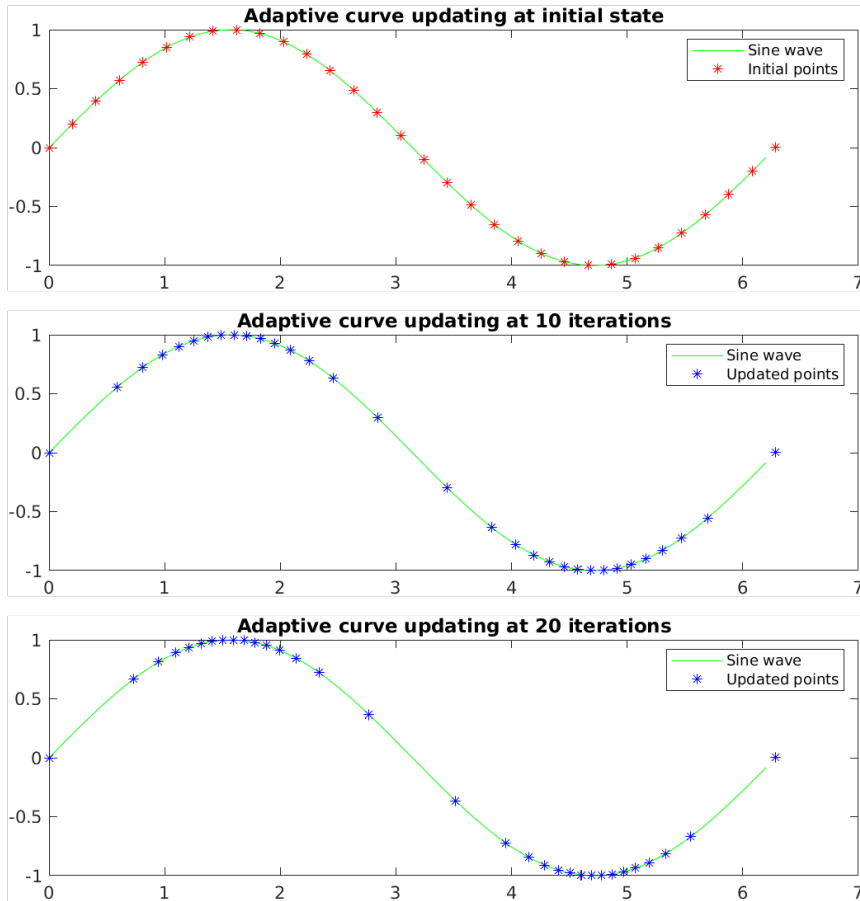 Adaptive curve updating at initial state
1
0.5
0
-0.5
-1
0 1 2 3 4 5 6 7
Sine wave
Initial points
Adaptive curve updating at 10 iterations
1
0.5
0
-0.5
-1
0 1 2 3 4 5 6 7
Sine wave
Updated points
Adaptive curve updating at 20 iterations
1
0.5
0
-0.5
-1
0 1 2 3 4 5 6 7
Sine wave
Updated points